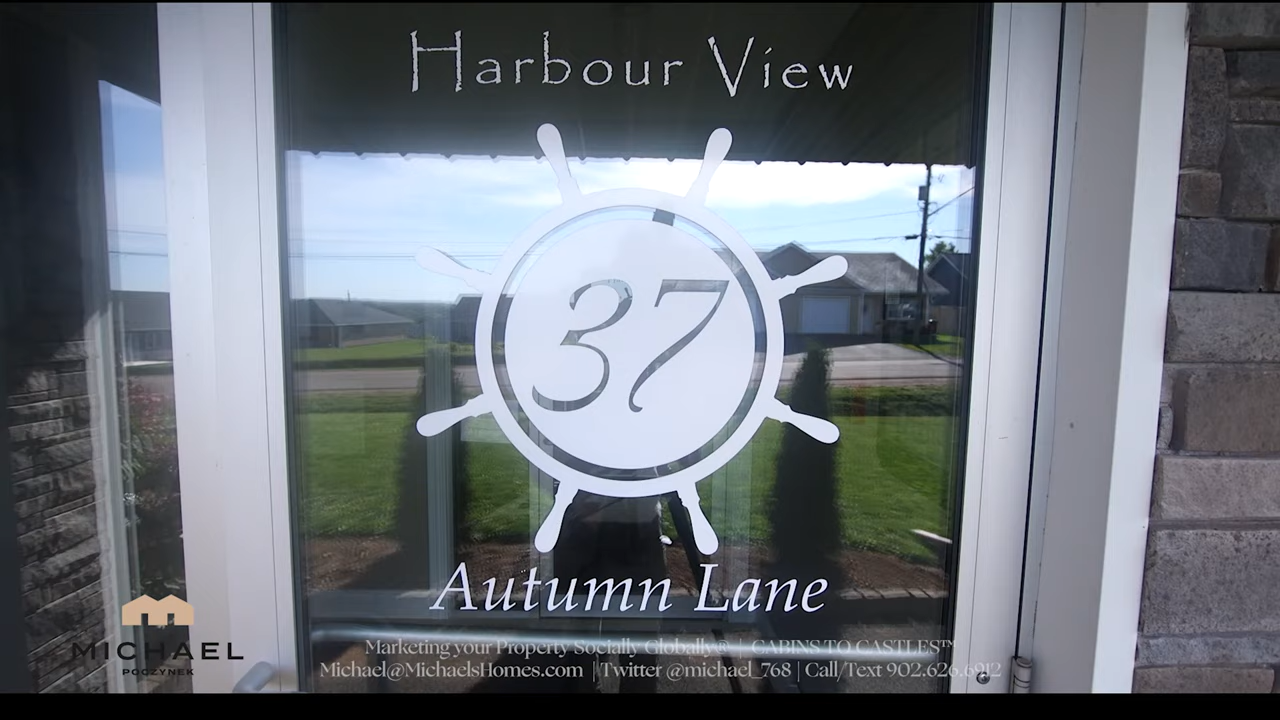 Harbour View
37
Autumn Lane
Marketing your Property Socially Globally® | CABINS TO CASTLES™
MICHAEL
POCZYNEK
Michael@MichaelsHomes.com | Twitter @michael_768 | Call/Text 902.626.6912